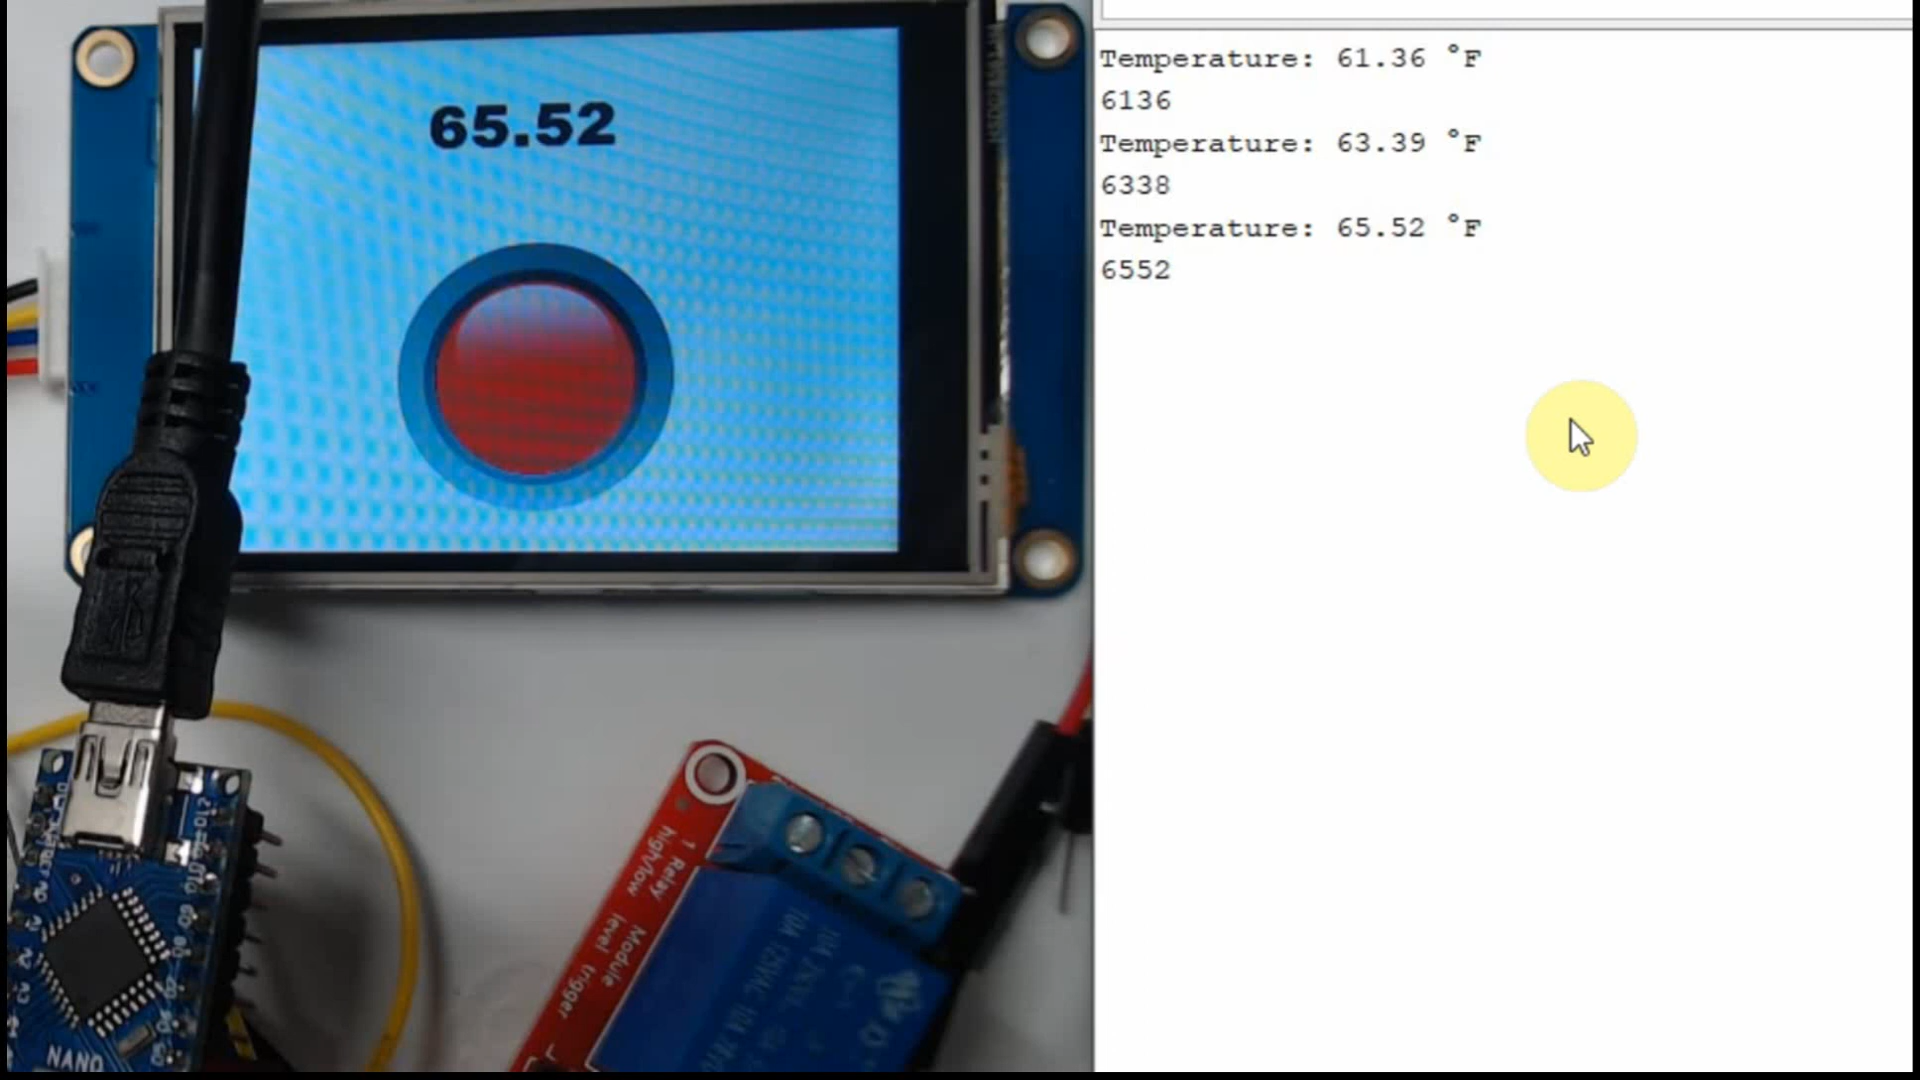 65.52
Temperature: 61.36 °F
6136
Temperature: 63.39 °F
6338
Temperature: 65.52 °F
6552
1 Relay Module
high/low level trigger
NANO